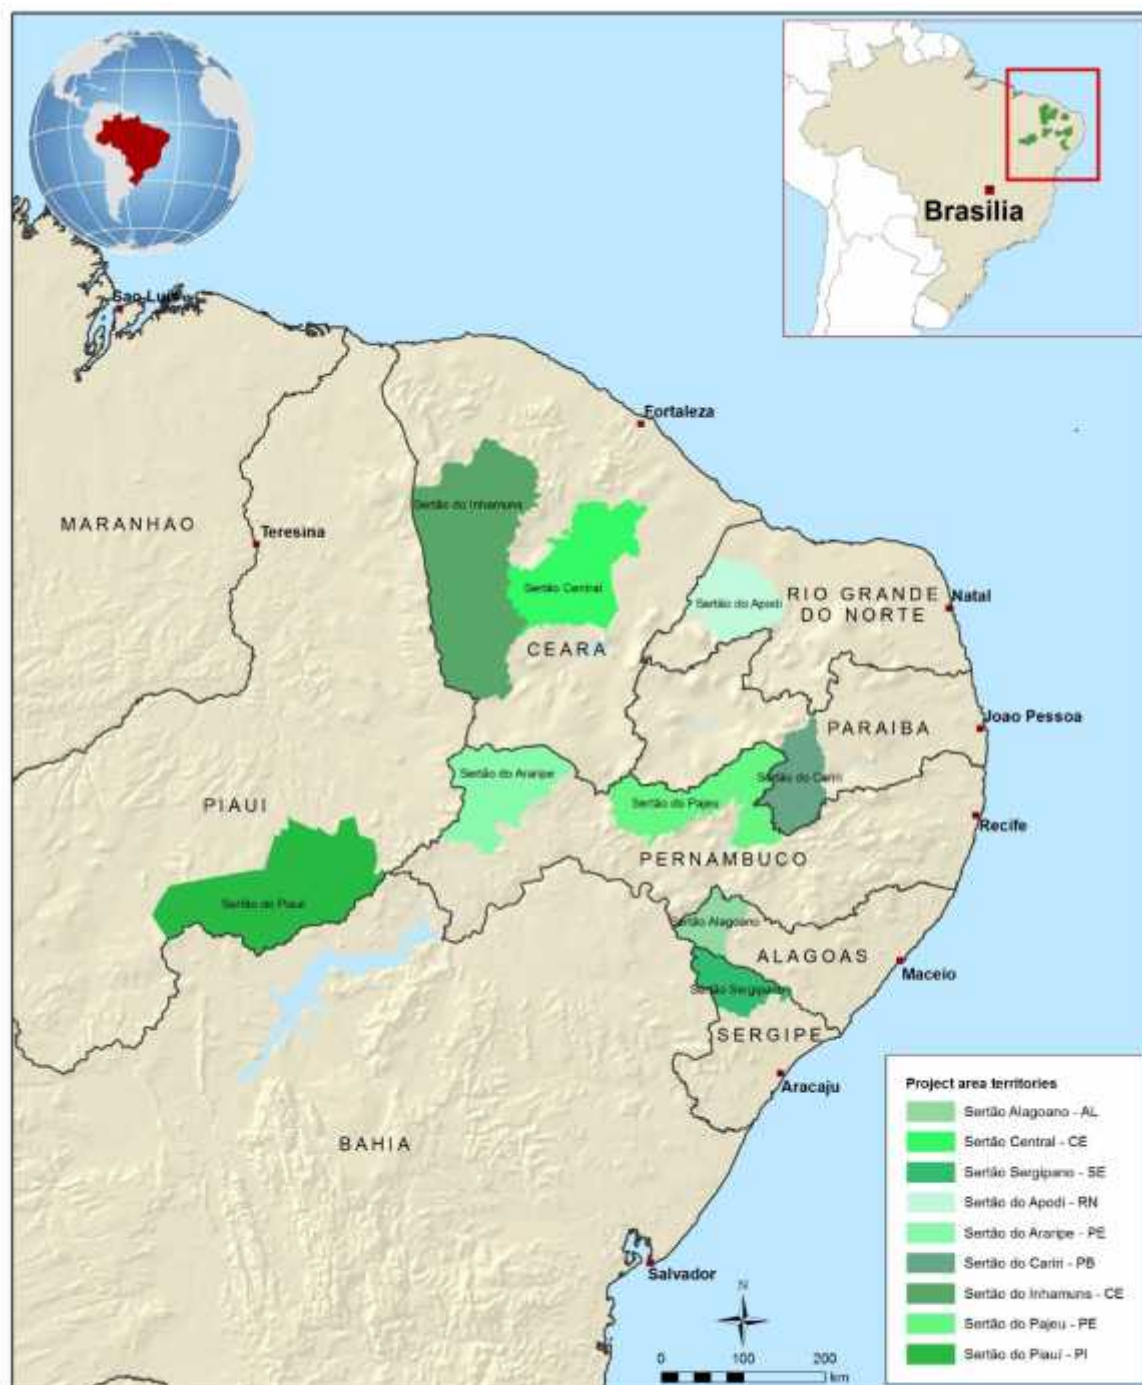 Brasilia
Sao Luis
Fortaleza
Sertão do Inhamuns
MARANHAO
Teresina
Sertão Central
Sertão do Apodi
RIO GRANDE
DO NORTE
Natal
CEARA
Joao Pessoa
PARAIBA
Sertão do Araripe
Sertão do Cariri
PIAUI
Sertão do Pajeu
Recife
PERNAMBUCO
Sertão do Piauí
Sertão Alagoano
ALAGOAS
Maceio
Sertão Sergipano
SERGIPE
Aracaju
BAHIA
Salvador
N
0 100 200
km
Project area territories
Sertão Alagoano - AL
Sertão Central - CE
Sertão Sergipano - SE
Sertão do Apodi - RN
Sertão do Araripe - PE
Sertão do Cariri - PB
Sertão do Inhamuns - CE
Sertão do Pajeu - PE
Sertão do Piauí - PI